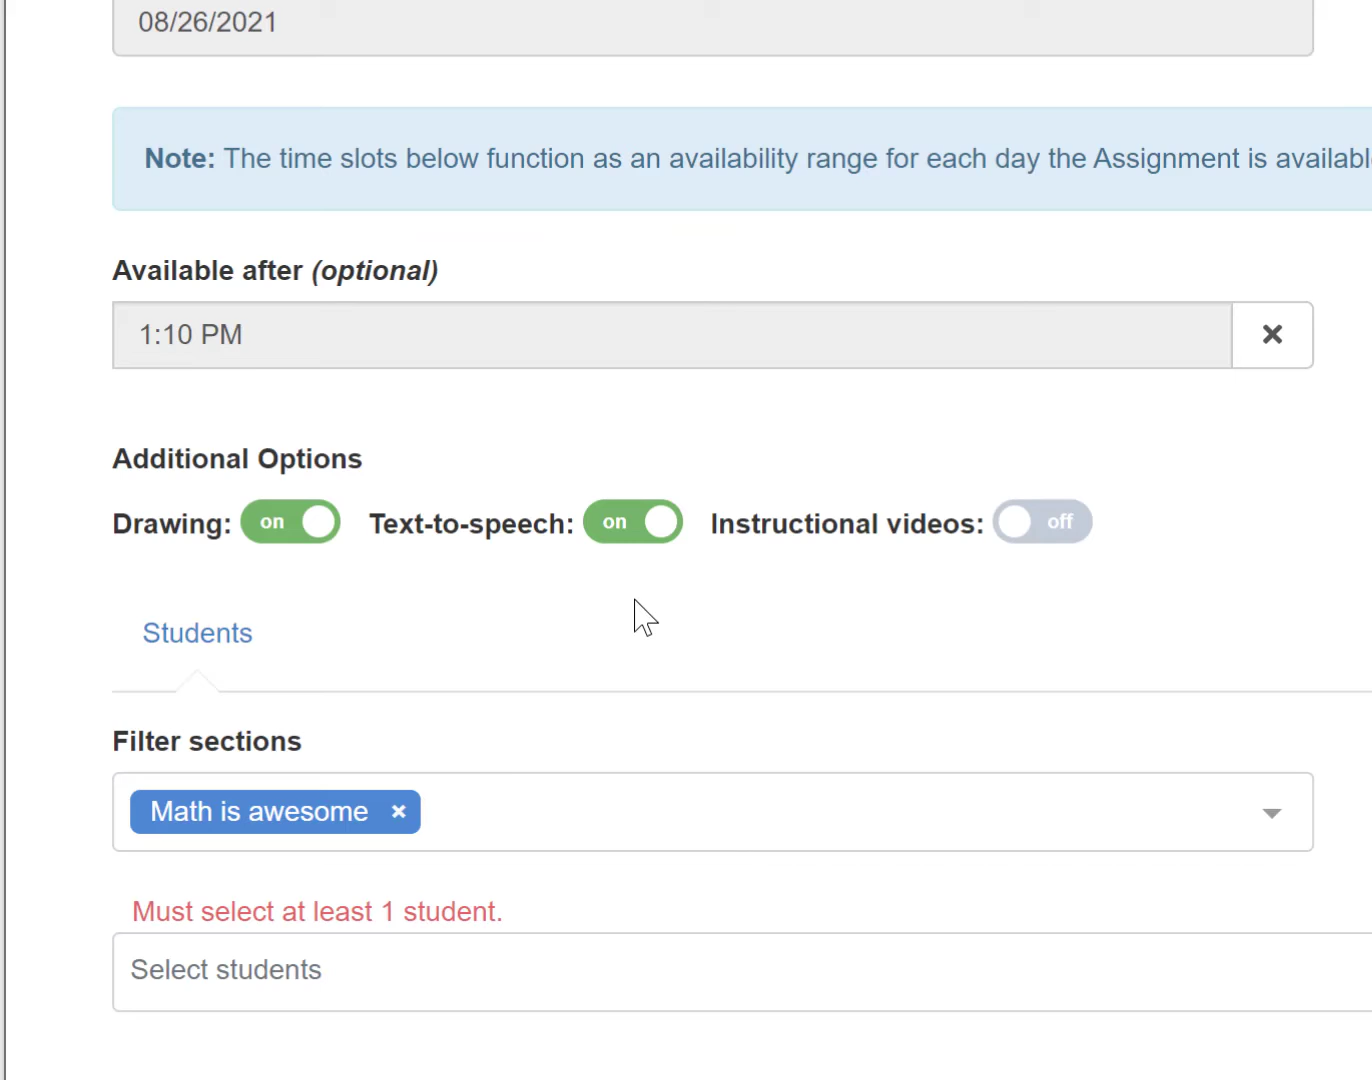 08/26/2021
Note: The time slots below function as an availability range for each day the Assignment is
Available after (optional)
1:10 PM
Additional Options
Drawing: on Text-to-speech: on Instructional videos: off
Students
Filter sections
Math is awesome ×
Must select at least 1 student.
Select students